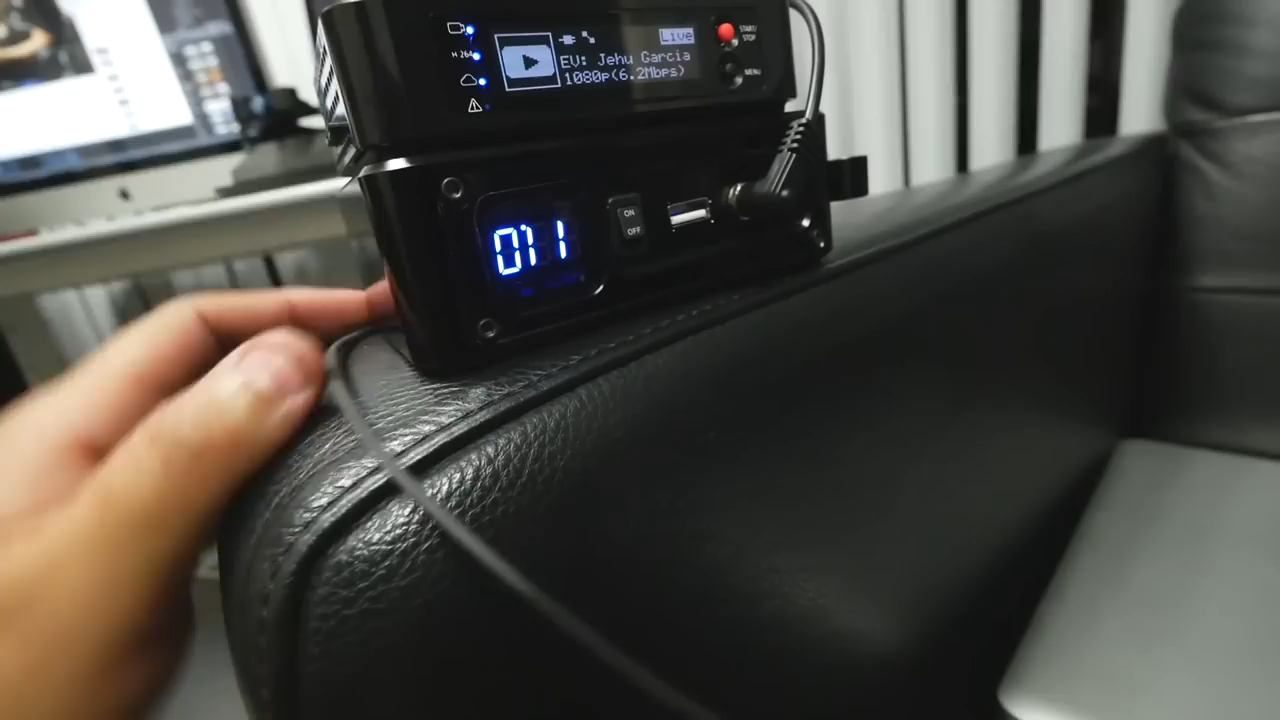 Live
START/
STOP
H 264
EV: Jehu Garcia
1080p(6.2Mbps)
MENU
ON
OFF
011